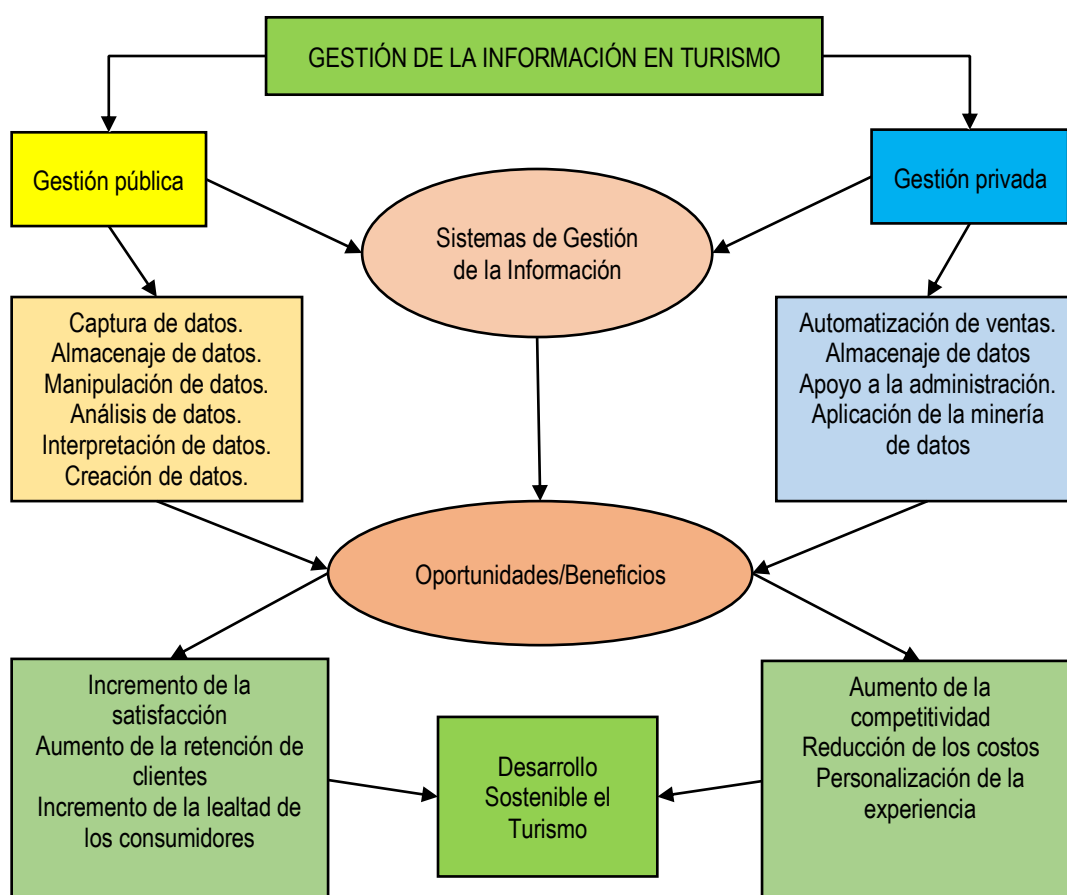 GESTIÓN DE LA INFORMACIÓN EN TURISMO
Gestión pública
Gestión privada
Sistemas de Gestión
de la Información
Captura de datos.
Almacenaje de datos.
Manipulación de datos.
Análisis de datos.
Interpretación de datos.
Creación de datos.
Automatización de ventas.
Almacenaje de datos
Apoyo a la administración.
Aplicación de la minería
de datos
Oportunidades/Beneficios
Incremento de la
satisfacción
Aumento de la retención de
clientes
Incremento de la lealtad de
los consumidores
Desarrollo
Sostenible el
Turismo
Aumento de la
competitividad
Reducción de los costos
Personalización de la
experiencia